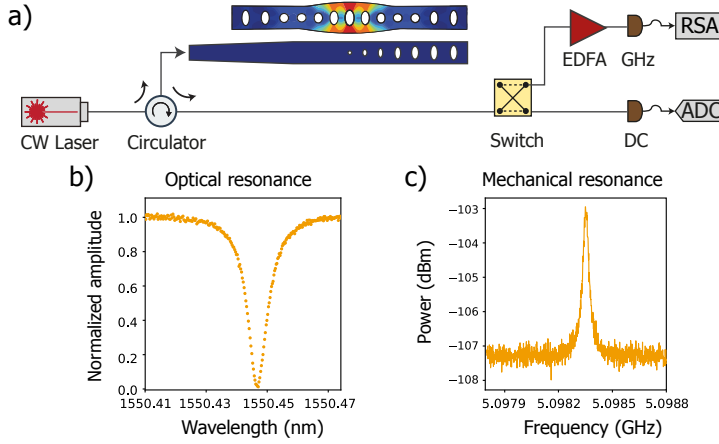 a)
RSA
EDFA
GHz
CW Laser
Circulator
Switch
DC
ADC
b)
Optical resonance
c)
Mechanical resonance
1.0
0.8
0.6
0.4
0.2
0.0
Normalized amplitude
1550.41
1550.43
1550.45
1550.47
Wavelength (nm)
−103
−104
−105
−106
−107
−108
Power (dBm)
5.0979
5.0982
5.0985
5.0988
Frequency (GHz)